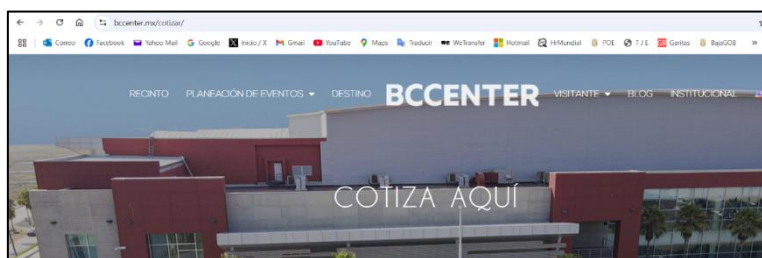 bccenter.mx/cotizar/
Correo Facebook Yahoo Mail Google Inicio / X Gmail YouTube Maps Traducir WeTransfer Hotmail HrMundial POE T J E Garitas BajaGOB »
RECINTO PLANEACIÓN DE EVENTOS DESTINO BCCENTER VISITANTE BLOG INSTITUCIONAL
COTIZA AQUÍ